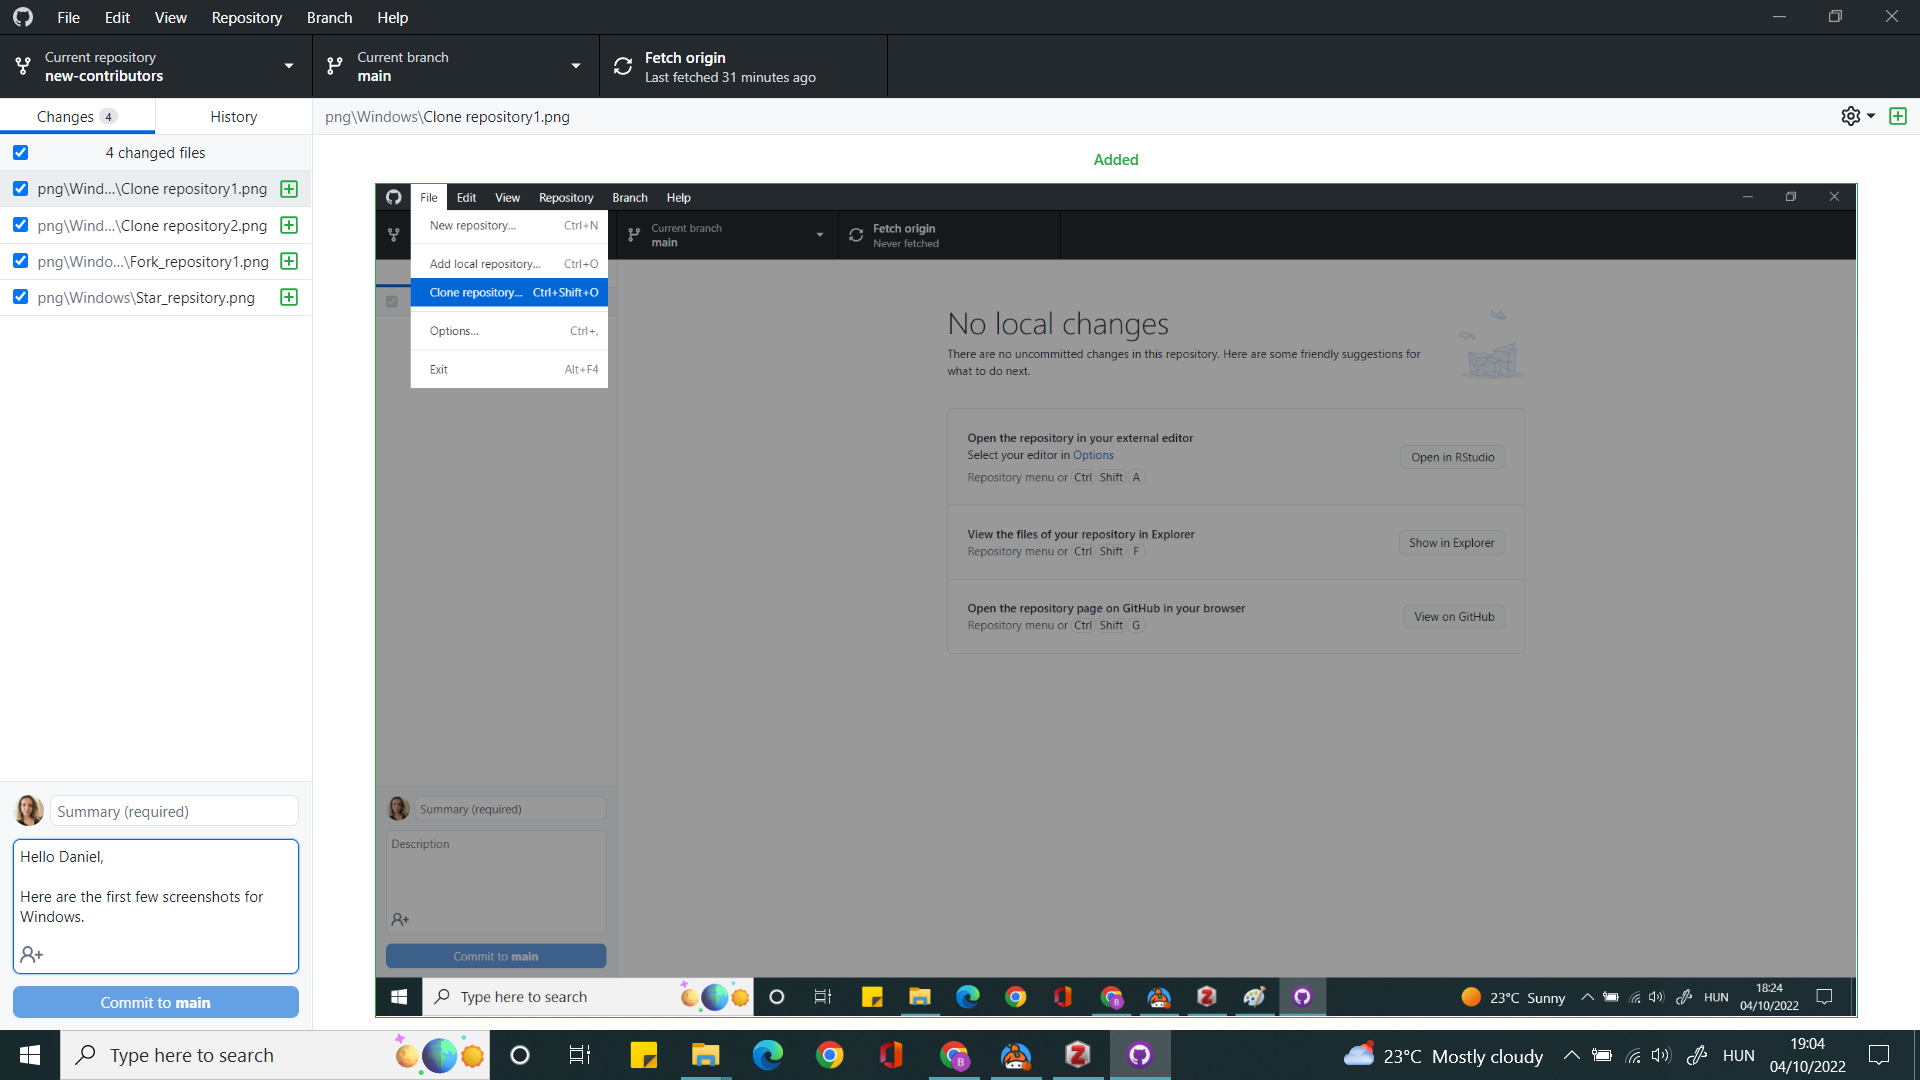 File Edit View Repository Branch Help
Current repository
new-contributors
Current branch
main
Fetch origin
Last fetched 31 minutes ago
Changes 4
History
png\Windows\Clone repository1.png
4 changed files
png\Wind...\Clone repository1.png
png\Wind...\Clone repository2.png
png\Windo...\Fork_repository1.png
png\Windows\Star_repsitory.png
Added
File Edit View Repository Branch Help
New repository... Ctrl+N
Add local repository... Ctrl+O
Clone repository... Ctrl+Shift+O
Options... Ctrl+,
Exit Alt+F4
Current branch
main
Fetch origin
Never fetched
No local changes
There are no uncommitted changes in this repository. Here are some friendly suggestions for
what to do next.
Open the repository in your external editor
Select your editor in Options
Repository menu or Ctrl Shift A
Open in RStudio
View the files of your repository in Explorer
Repository menu or Ctrl Shift F
Show in Explorer
Open the repository page on GitHub in your browser
Repository menu or Ctrl Shift G
View on GitHub
Summary (required)
Description
Commit to main
Type here to search
23°C Sunny
HUN
18:24
04/10/2022
Summary (required)
Hello Daniel,
Here are the first few screenshots for
Windows.
Commit to main
Type here to search
23°C Mostly cloudy
HUN
19:04
04/10/2022